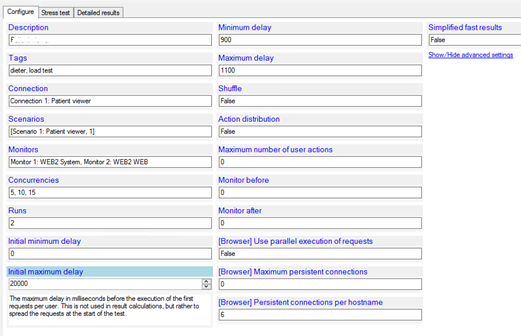 Configure Stress test Detailed results
Description
Tags
dieter, load test
Connection
Connection 1: Patient viewer
Scenarios
[Scenario 1: Patient viewer, 1]
Monitors
Monitor 1: WEB2 System, Monitor 2: WEB2 WEB
Concurrencies
5, 10, 15
Runs
2
Initial minimum delay
0
Initial maximum delay
20000
The maximum delay in milliseconds before the execution of the first
requests per user. This is not used in result calculations, but rather to
spread the requests at the start of the test.
Minimum delay
900
Maximum delay
1100
Shuffle
False
Action distribution
False
Maximum number of user actions
0
Monitor before
0
Monitor after
0
[Browser] Use parallel execution of requests
False
[Browser] Maximum persistent connections
0
[Browser] Persistent connections per hostname
6
Simplified fast results
False
Show/Hide advanced settings